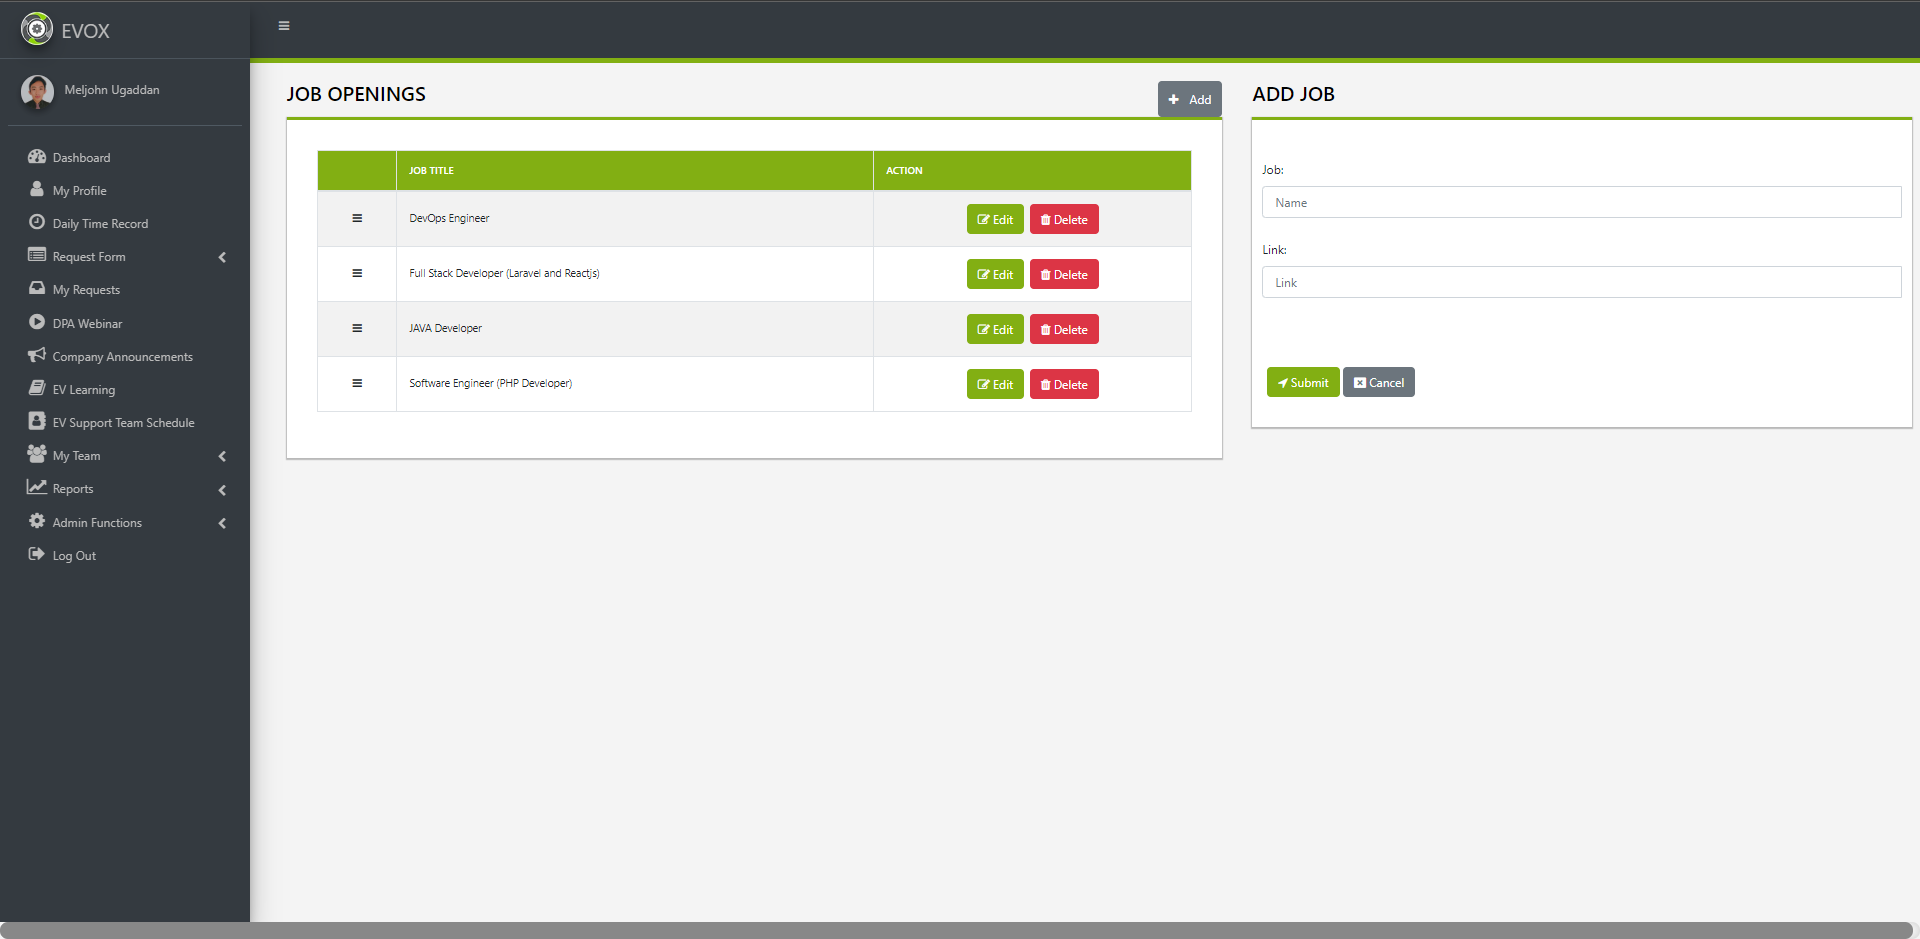 EVOX
Meljohn Ugaddan
Dashboard
My Profile
Daily Time Record
Request Form
My Requests
DPA Webinar
Company Announcements
EV Learning
EV Support Team Schedule
My Team
Reports
Admin Functions
Log Out
JOB OPENINGS
Add
JOB TITLE ACTION
DevOps Engineer Edit Delete
Full Stack Developer (Laravel and Reactjs) Edit Delete
JAVA Developer Edit Delete
Software Engineer (PHP Developer) Edit Delete
ADD JOB
Job:
Name
Link:
Link
Submit Cancel